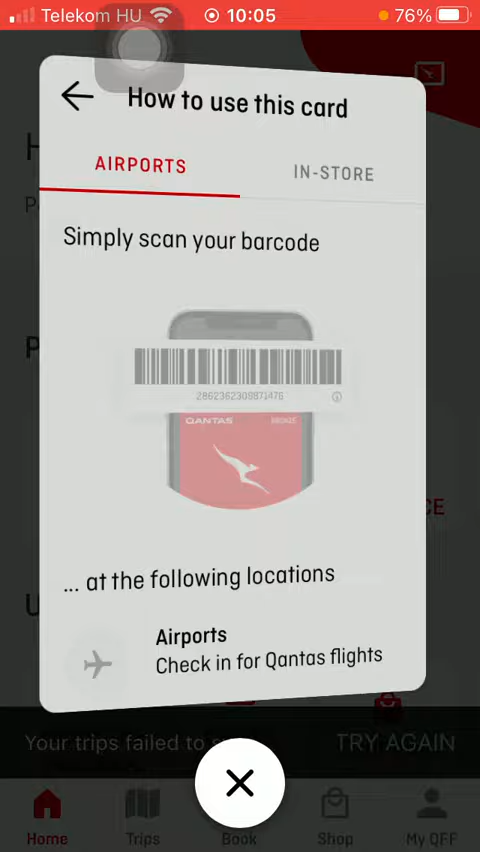 Telekom HU 10:05 76%
How to use this card
AIRPORTS IN-STORE
Simply scan your barcode
2862362309871476
QANTAS BRONZE
... at the following locations
Airports
Check in for Qantas flights
Your trips failed to
TRY AGAIN
Home Trips Book Shop My QFF